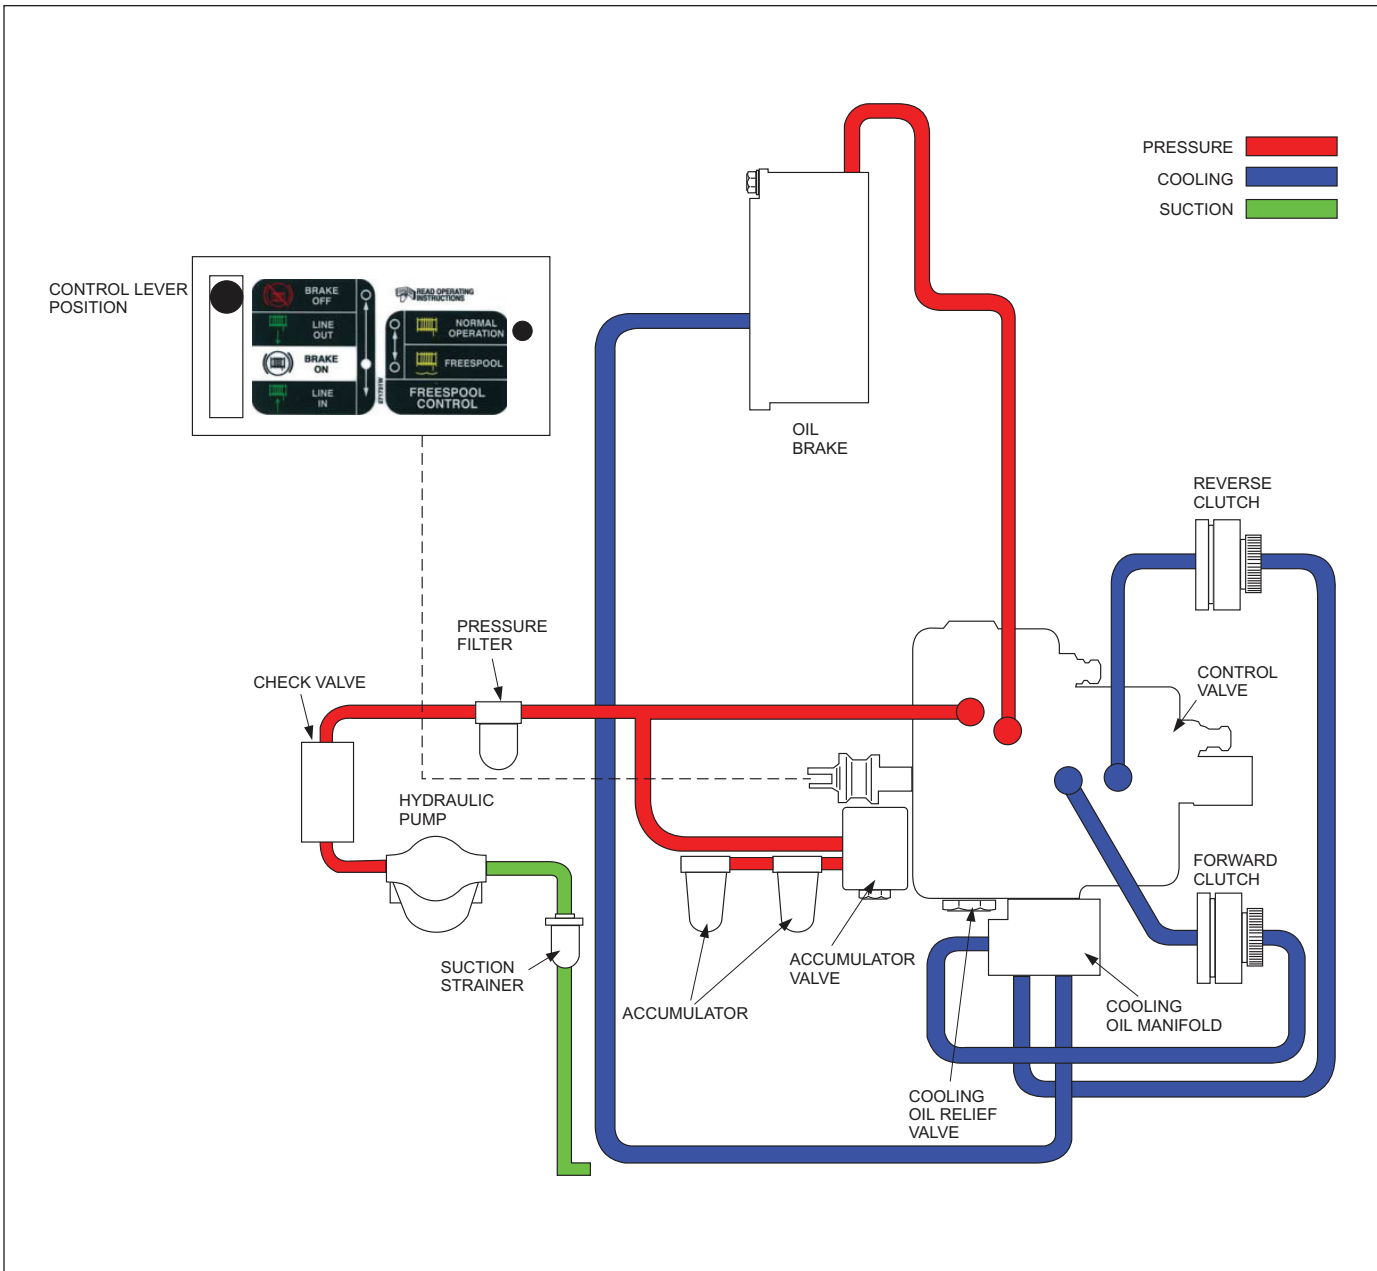 PRESSURE
COOLING
SUCTION
CONTROL LEVER
POSITION
BRAKE
OFF
LINE
OUT
BRAKE
ON
LINE
IN
READ OPERATING
INSTRUCTIONS
NORMAL
OPERATION
FREESPOOL
FREESPOOL
CONTROL
OIL
BRAKE
REVERSE
CLUTCH
PRESSURE
FILTER
CHECK VALVE
CONTROL
VALVE
HYDRAULIC
PUMP
FORWARD
CLUTCH
SUCTION
STRAINER
ACCUMULATOR
VALVE
ACCUMULATOR
COOLING
OIL MANIFOLD
COOLING
OIL RELIEF
VALVE